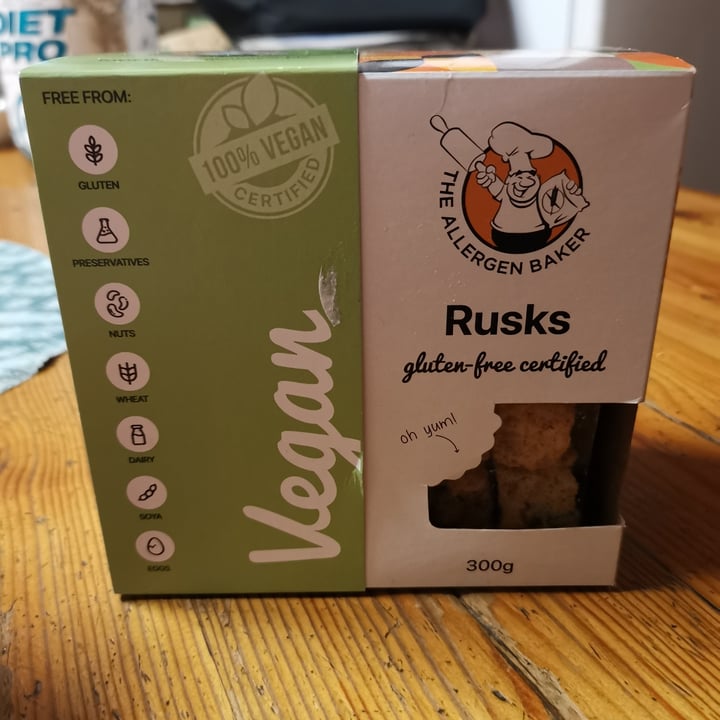 DIET
PRO
FREE FROM:
100% VEGAN
CERTIFIED
GLUTEN
PRESERVATIVES
NUTS
WHEAT
DAIRY
SOYA
EGGS
Vegan
THE ALLERGEN BAKER
Rusks
gluten-free certified
oh yum!
300g